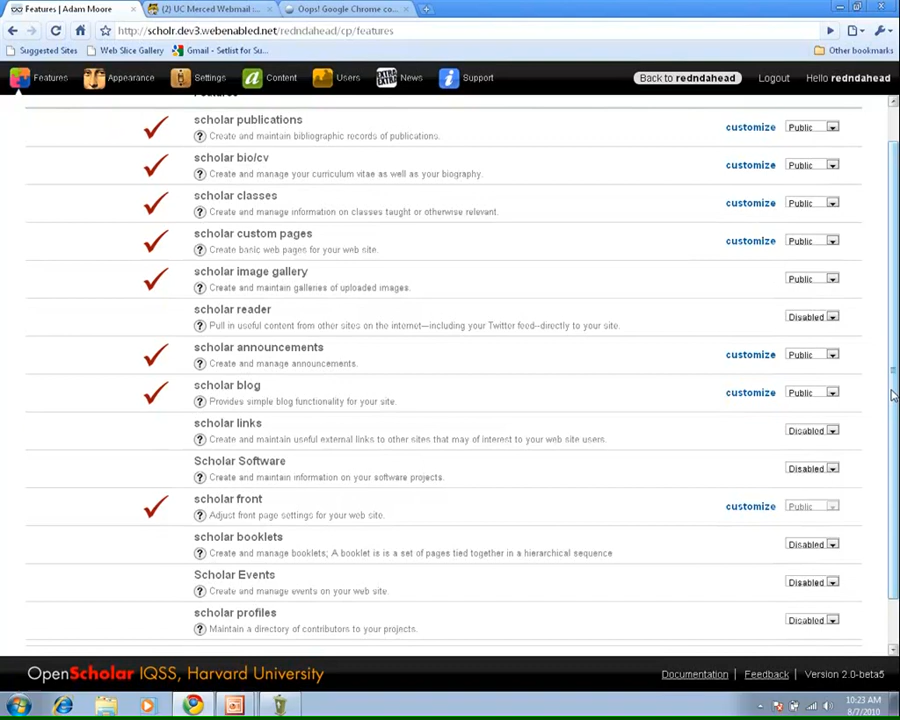 Features | Adam Moore
(2) UC Merced Webmail :...
Oops! Google Chrome co...
http://scholr.dev3.webenabled.net/redndahead/cp/features
Suggested Sites
Web Slice Gallery
Gmail - Setlist for Su...
Other bookmarks
Features
Appearance
Settings
Content
Users
News
Support
Back to redndahead
Logout
Hello redndahead
Features
scholar publications
Create and maintain bibliographic records of publications.
customize
Public
scholar bio/cv
Create and manage your curriculum vitae as well as your biography.
customize
Public
scholar classes
Create and manage information on classes taught or otherwise relevant.
customize
Public
scholar custom pages
Create basic web pages for your web site.
customize
Public
scholar image gallery
Create and maintain galleries of uploaded images.
Public
scholar reader
Pull in useful content from other sites on the internet—including your Twitter feed--directly to your site.
Disabled
scholar announcements
Create and manage announcements.
customize
Public
scholar blog
Provides simple blog functionality for your site.
customize
Public
scholar links
Create and maintain useful external links to other sites that may of interest to your web site users.
Disabled
Scholar Software
Create and maintain information on your software projects.
Disabled
scholar front
Adjust front page settings for your web site.
customize
Public
scholar booklets
Create and manage booklets; A booklet is is a set of pages tied together in a hierarchical sequence
Disabled
Scholar Events
Create and manage events on your web site.
Disabled
scholar profiles
Maintain a directory of contributors to your projects.
Disabled
OpenScholar IQSS, Harvard University
Documentation | Feedback | Version 2.0-beta5
10:23 AM
8/7/2010